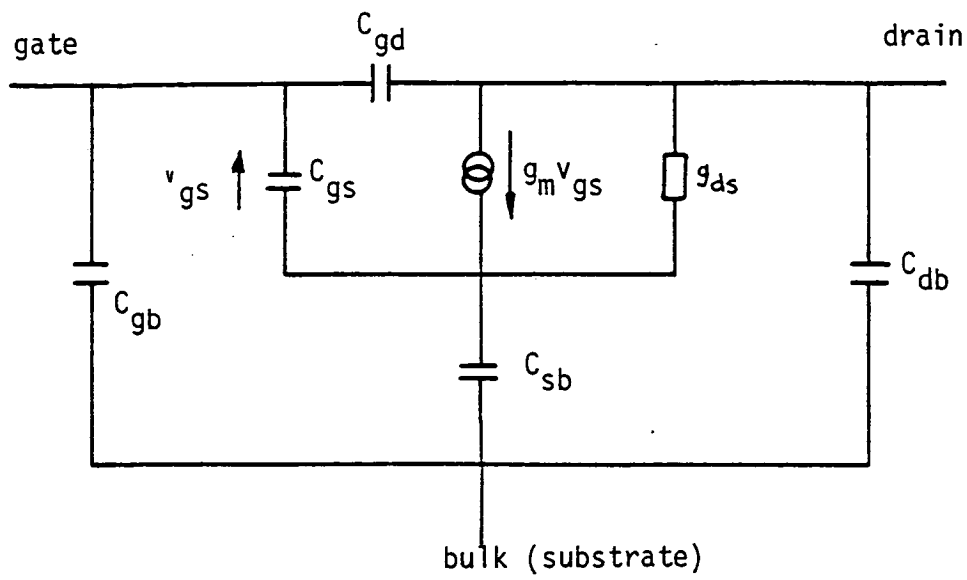 gate
C_gd
drain
v_gs
C_gs
g_m v_gs
g_ds
C_gb
C_sb
C_db
bulk (substrate)